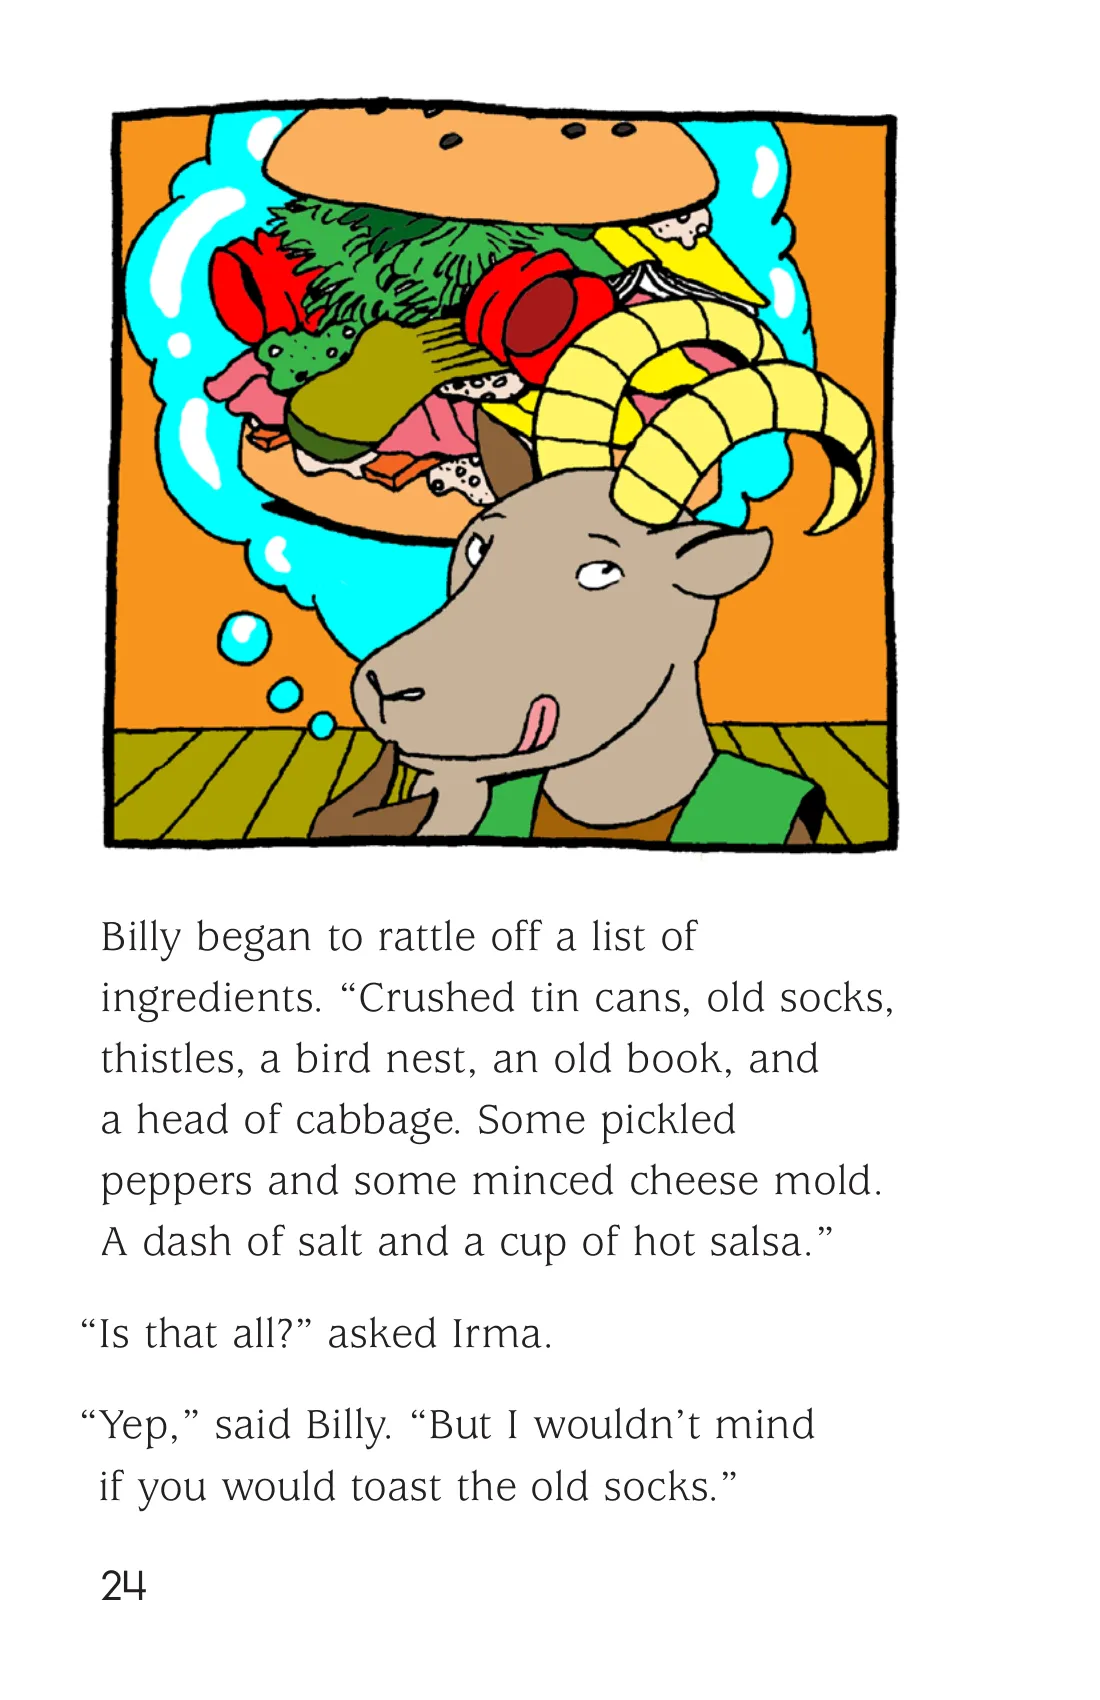 Billy began to rattle off a list of
ingredients. “Crushed tin cans, old socks,
thistles, a bird nest, an old book, and
a head of cabbage. Some pickled
peppers and some minced cheese mold.
A dash of salt and a cup of hot salsa.”
“Is that all?” asked Irma.
“Yep,” said Billy. “But I wouldn’t mind
if you would toast the old socks.”
24